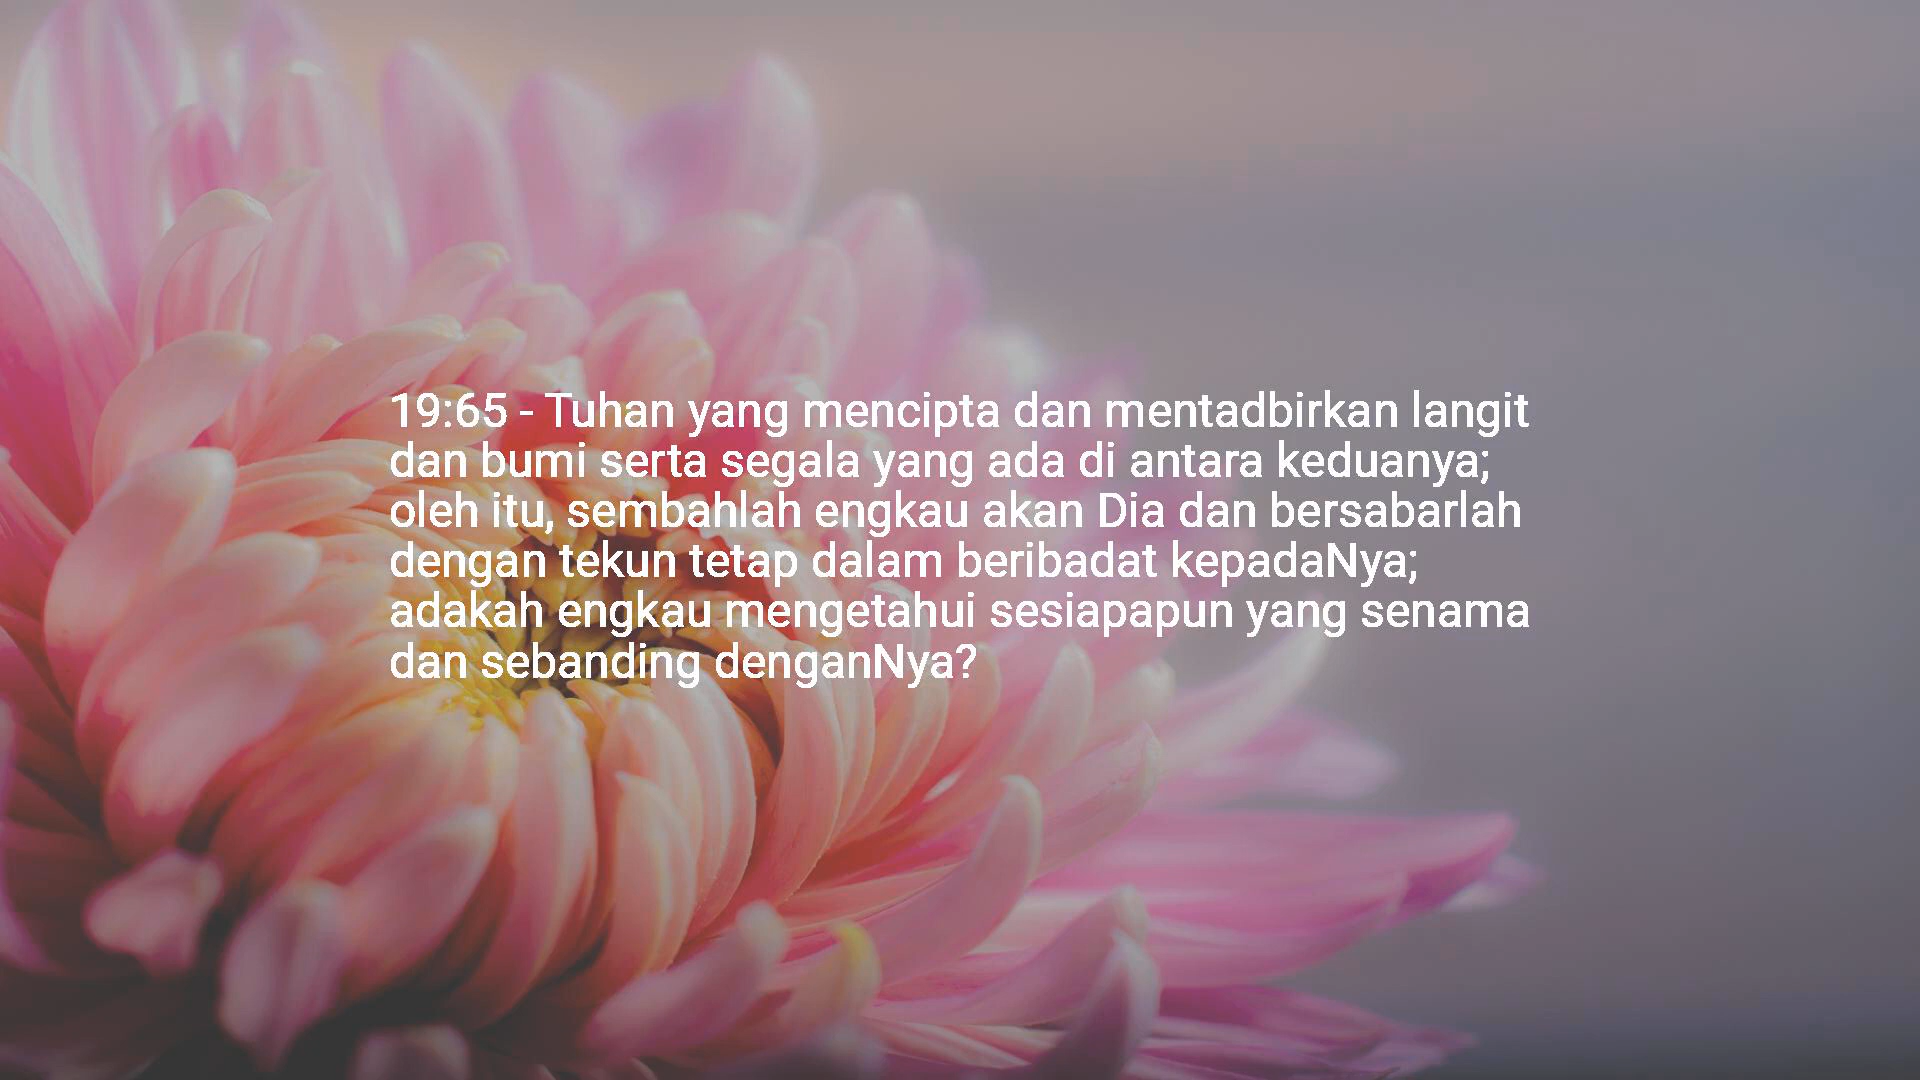 19:65 - Tuhan yang mencipta dan mentadbirkan langit
dan bumi serta segala yang ada di antara keduanya;
oleh itu, sembahlah engkau akan Dia dan bersabarlah
dengan tekun tetap dalam beribadat kepadaNya;
adakah engkau mengetahui sesiapapun yang senama
dan sebanding denganNya?